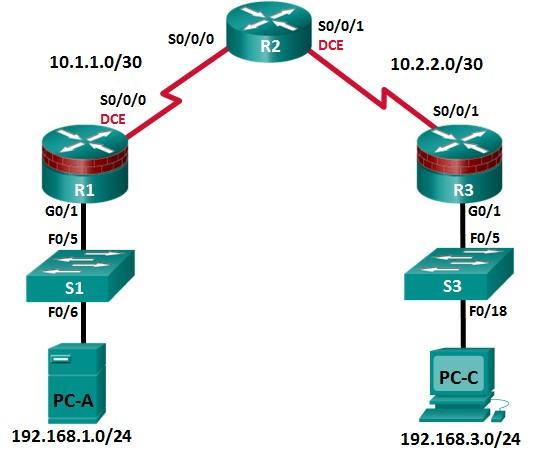 S0/0/0
R2
S0/0/1
DCE
10.1.1.0/30
10.2.2.0/30
S0/0/0
DCE
S0/0/1
R1
R3
G0/1
G0/1
F0/5
F0/5
S1
S3
F0/6
F0/18
PC-A
PC-C
192.168.1.0/24
192.168.3.0/24